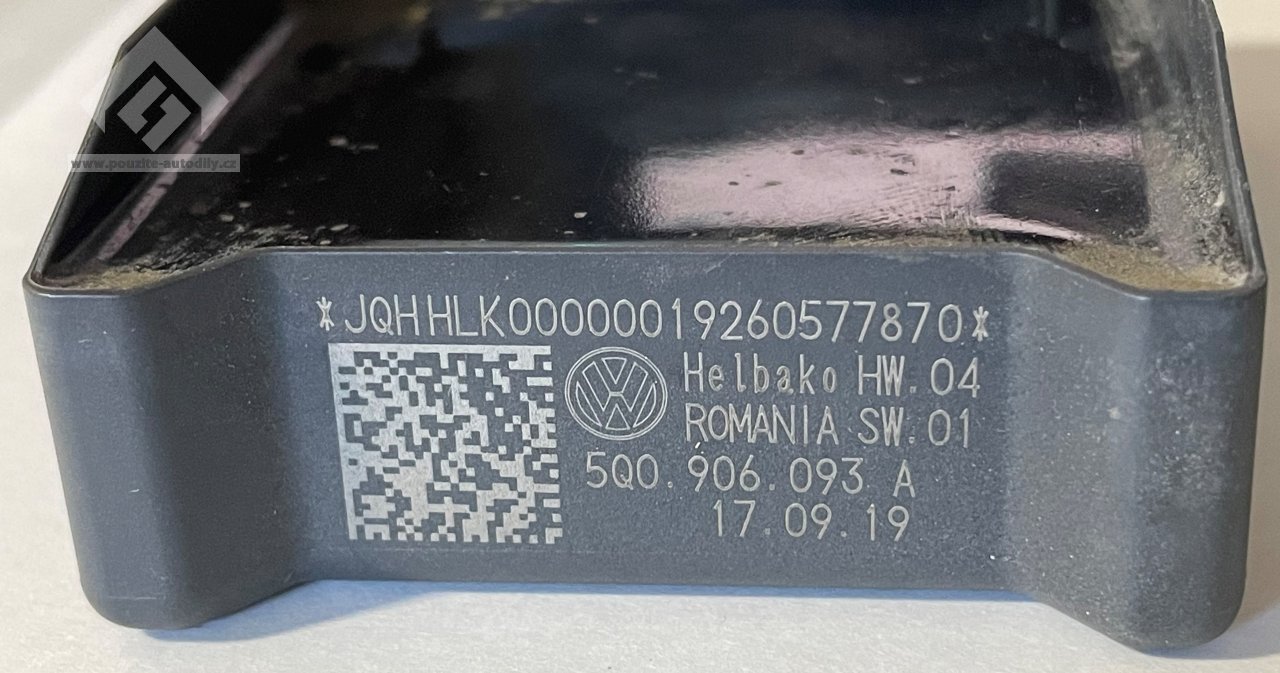 www.pouzite-autodily.cz
*JQHHLK00000019260577870*
Helbako HW.04
ROMANIA SW.01
5Q0.906.093 A
17.09.19